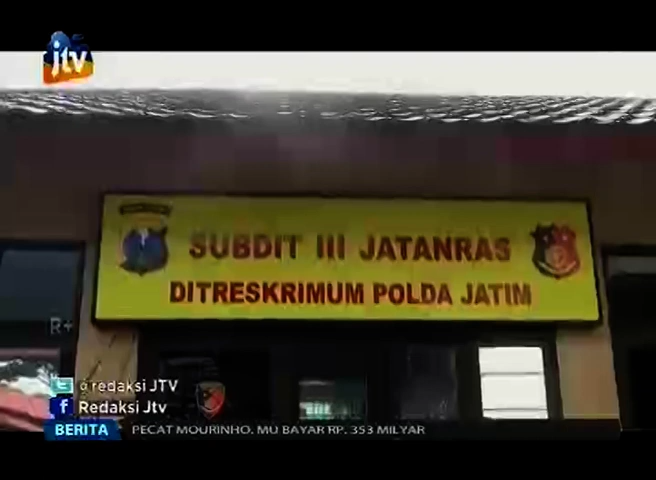 jtv
SUBDIT III JATANRAS
DITRESKRIMUM POLDA JATIM
R+
@redaksi JTV
f Redaksi Jtv
BERITA PECAT MOURINHO, MU BAYAR RP. 353 MILYAR